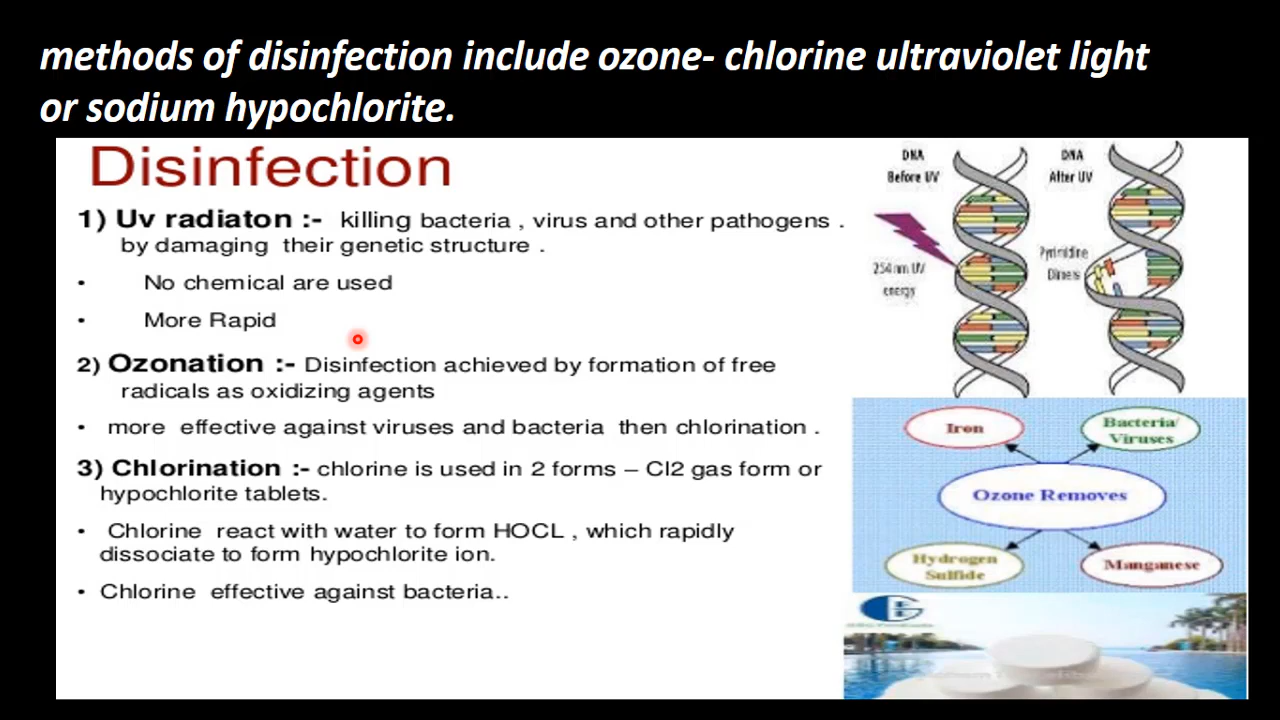 methods of disinfection include ozone- chlorine ultraviolet light
or sodium hypochlorite.
Disinfection
1) Uv radiaton :- killing bacteria , virus and other pathogens .
by damaging their genetic structure .
• No chemical are used
• More Rapid
2) Ozonation :- Disinfection achieved by formation of free
radicals as oxidizing agents
• more effective against viruses and bacteria then chlorination .
3) Chlorination :- chlorine is used in 2 forms – Cl2 gas form or
hypochlorite tablets.
• Chlorine react with water to form HOCL , which rapidly
dissociate to form hypochlorite ion.
• Chlorine effective against bacteria..
DNA
Before UV
254 nm UV
energy
DNA
After UV
Pyrimidine
Dimers
Iron
Bacteria/
Viruses
Ozone Removes
Hydrogen
Sulfide
Manganese